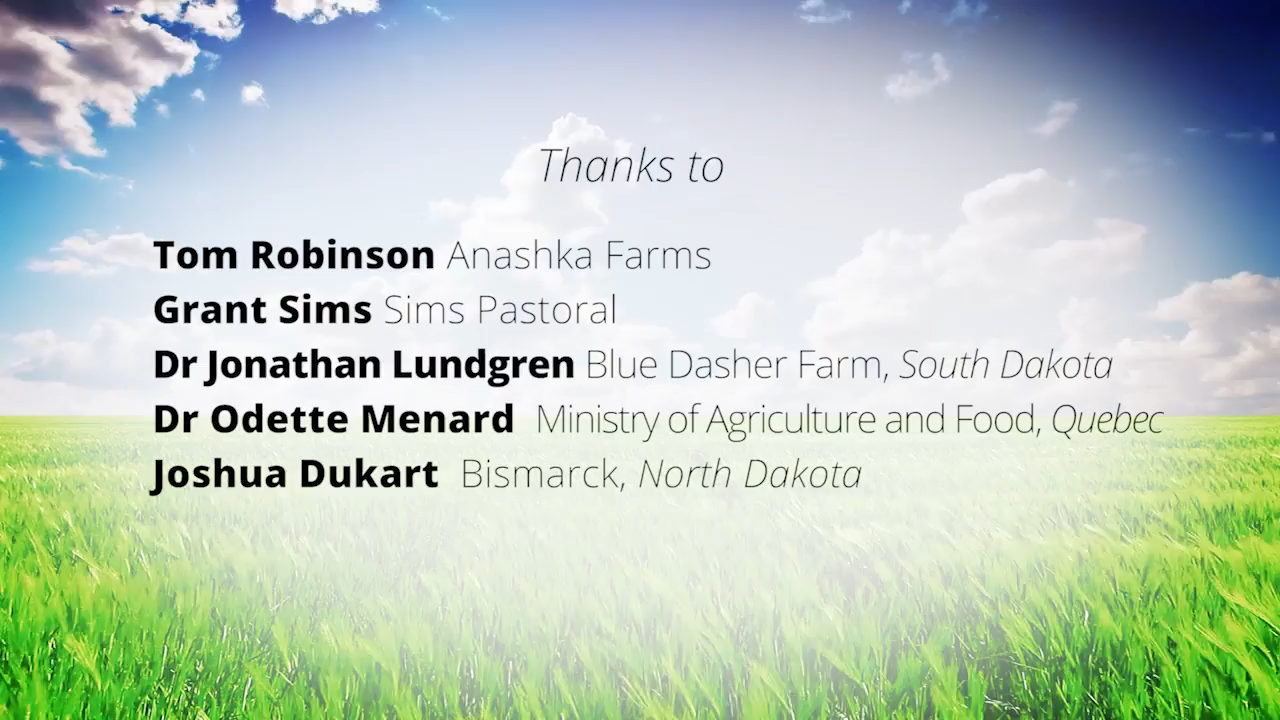 Thanks to
Tom Robinson Anashka Farms
Grant Sims Sims Pastoral
Dr Jonathan Lundgren Blue Dasher Farm, South Dakota
Dr Odette Menard Ministry of Agriculture and Food, Quebec
Joshua Dukart Bismarck, North Dakota